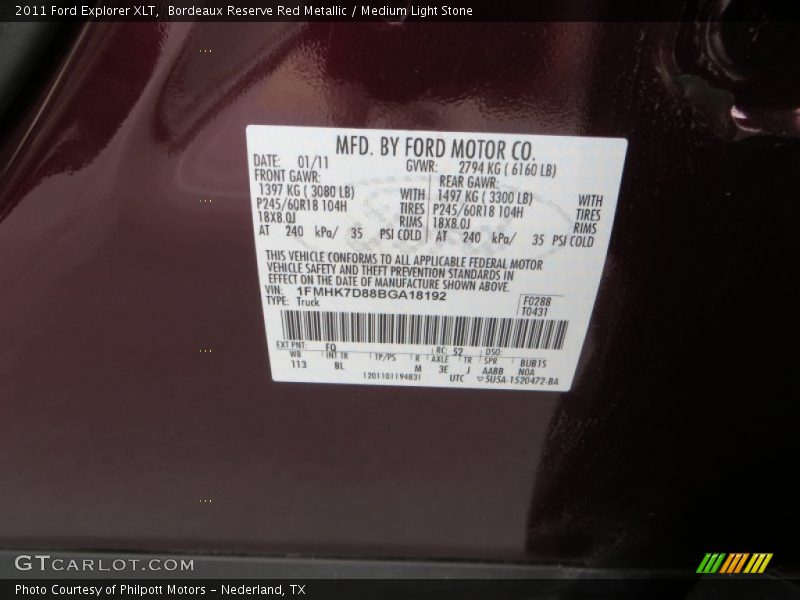 2011 Ford Explorer XLT, Bordeaux Reserve Red Metallic / Medium Light Stone
MFD. BY FORD MOTOR CO.
DATE: 01/11 GVWR: 2794 KG ( 6160 LB)
FRONT GAWR: REAR GAWR:
1397 KG ( 3080 LB) WITH 1497 KG ( 3300 LB) WITH
P245/60R18 104H TIRES P245/60R18 104H TIRES
18X8.0J RIMS 18X8.0J RIMS
AT 240 kPa/ 35 PSI COLD AT 240 kPa/ 35 PSI COLD
THIS VEHICLE CONFORMS TO ALL APPLICABLE FEDERAL MOTOR
VEHICLE SAFETY AND THEFT PREVENTION STANDARDS IN
EFFECT ON THE DATE OF MANUFACTURE SHOWN ABOVE.
VIN: 1FMHK7D88BGA18192 F0288
TYPE: Truck T0431
EXT PNT: FQ RC: 52 DSO:
WB INT TR TP/PS R AXLE TR SPR BUB1S
113 BL M 3E J AABB NOA
1201101194831 UTC ▽5U5A-1520472-BA
GTCARLOT.COM
Photo Courtesy of Philpott Motors - Nederland, TX